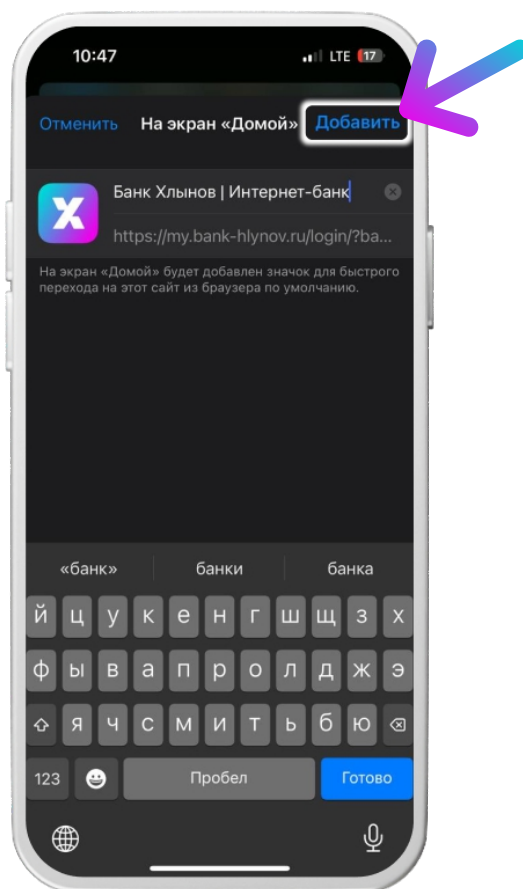 10:47 LTE 17
Отменить На экран «Домой» Добавить
Банк Хлынов | Интернет-банк
https://my.bank-hlynov.ru/login/?ba...
На экран «Домой» будет добавлен значок для быстрого
перехода на этот сайт из браузера по умолчанию.
«банк» банки банка
й ц у к е н г ш щ з х
ф ы в а п р о л д ж э
я ч с м и т ь б ю
123 Пробел Готово